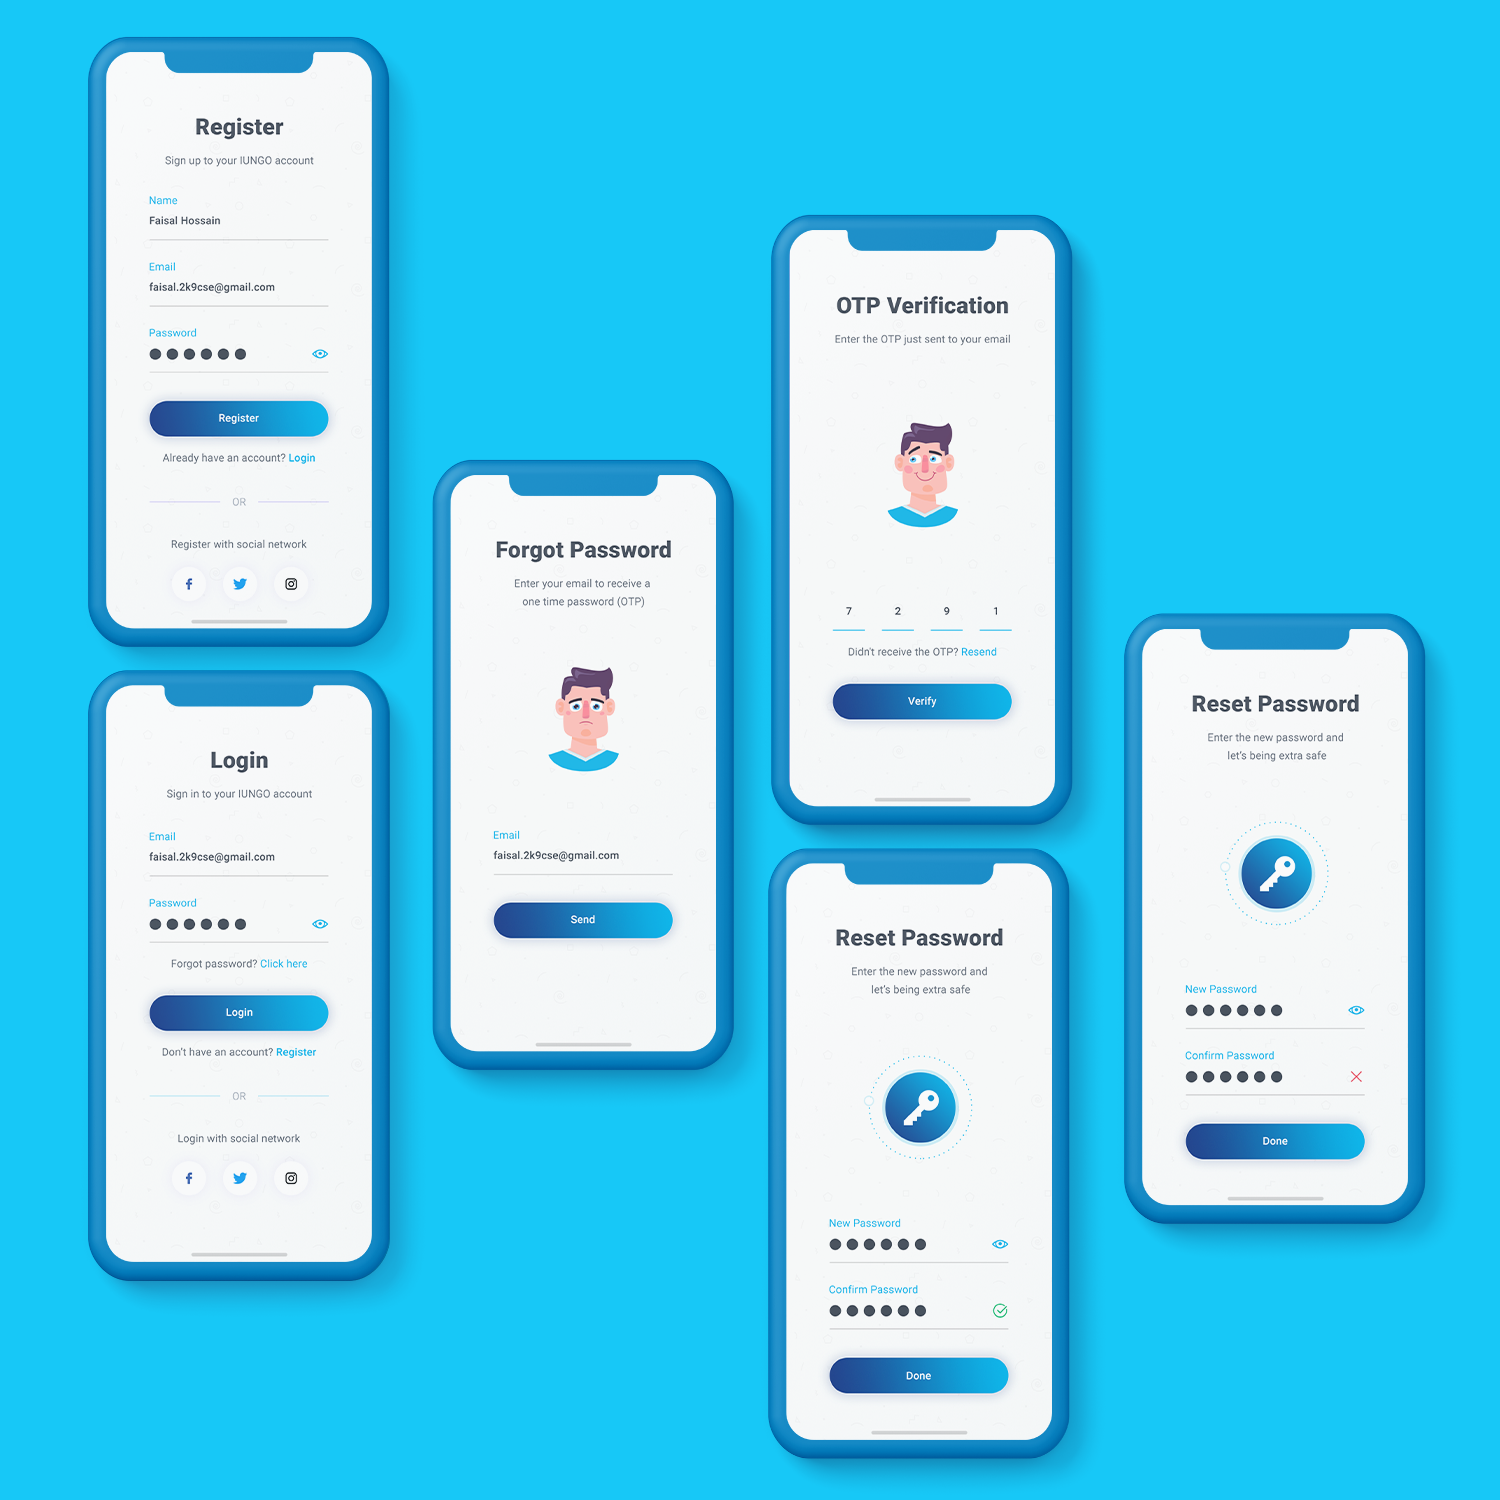 Register
Sign up to your IUNGO account
Name
Faisal Hossain
Email
faisal.2k9cse@gmail.com
Password
Register
Already have an account? Login
OR
Register with social network
Login
Sign in to your IUNGO account
Email
faisal.2k9cse@gmail.com
Password
Forgot password? Click here
Login
Don't have an account? Register
OR
Login with social network
Forgot Password
Enter your email to receive a
one time password (OTP)
Email
faisal.2k9cse@gmail.com
Send
OTP Verification
Enter the OTP just sent to your email
7 2 9 1
Didn't receive the OTP? Resend
Verify
Reset Password
Enter the new password and
let's being extra safe
New Password
Confirm Password
Done
Reset Password
Enter the new password and
let's being extra safe
New Password
Confirm Password
Done